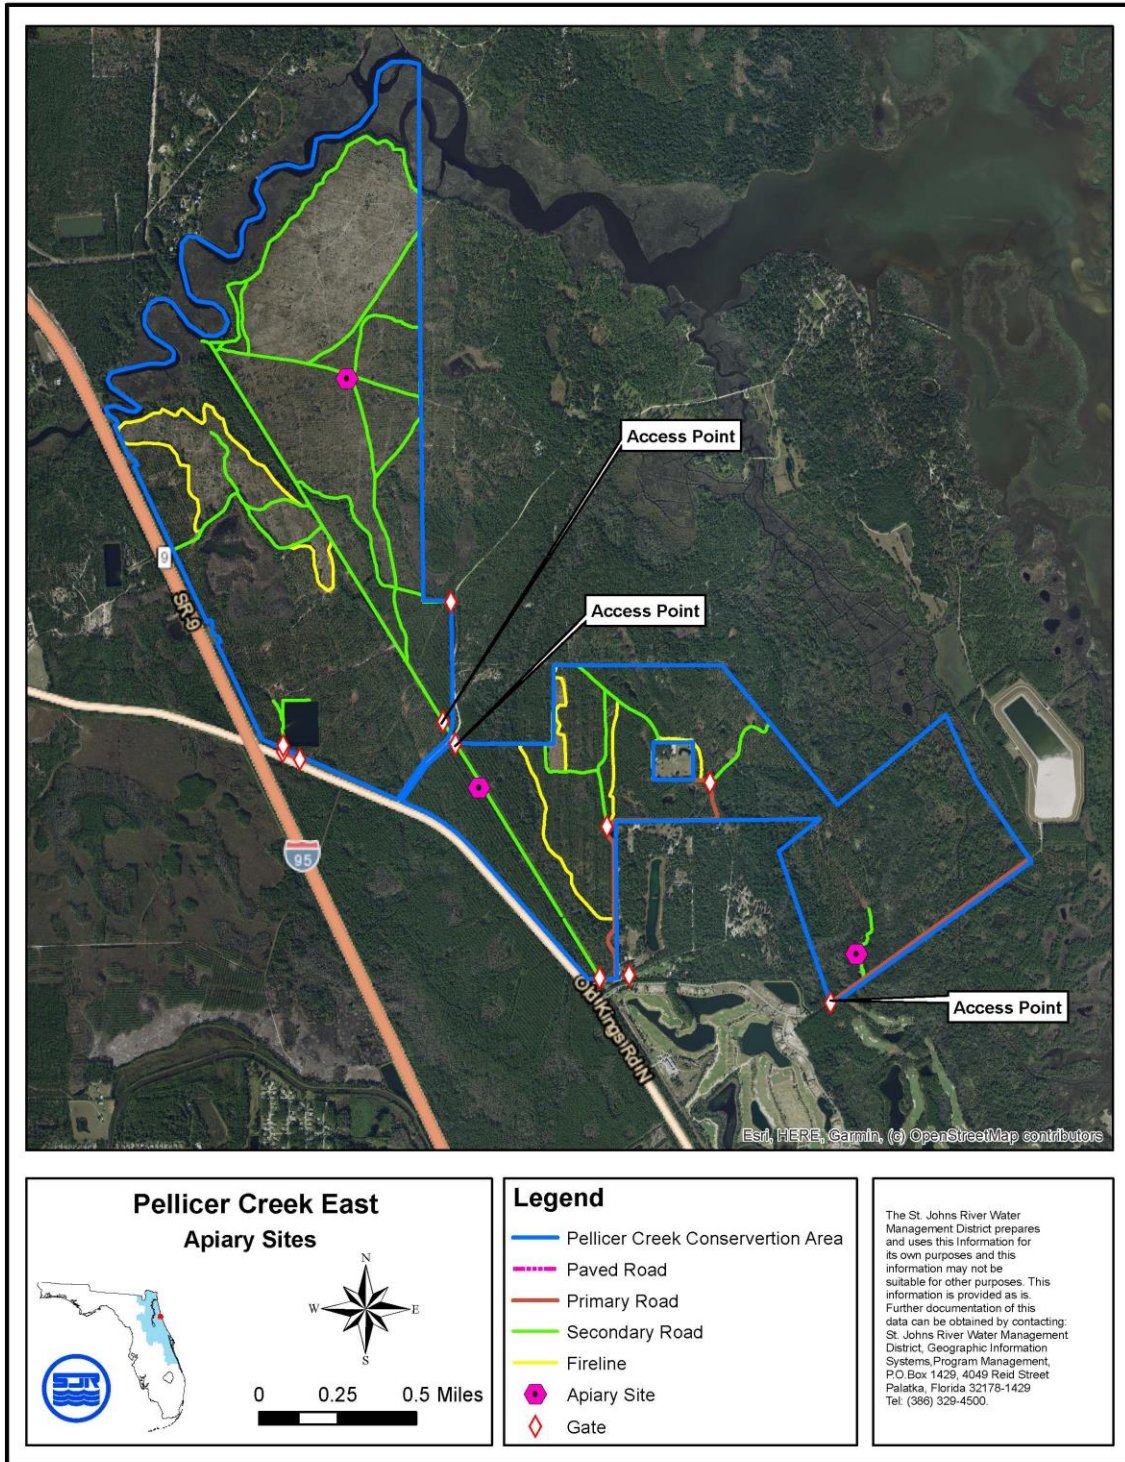 Access Point
Access Point
9
SR-9
95
Old Kings Rd N
Access Point
Esri, HERE, Garmin, (c) OpenStreetMap contributors
Pellicer Creek East
Apiary Sites
N
W
E
S
SJR
0 0.25 0.5 Miles
Legend
Pellicer Creek Convervtion Area
Paved Road
Primary Road
Secondary Road
Fireline
Apiary Site
Gate
The St. Johns River Water
Management District prepares
and uses this Information for
its own purposes and this
information may not be
suitable for other purposes. This
information is provided as is.
Further documentation of this
data can be obtained by contacting:
St. Johns River Water Management
District, Geographic Information
Systems,Program Management,
P.O.Box 1429, 4049 Reid Street
Palatka, Florida 32178-1429
Tel: (386) 329-4500.